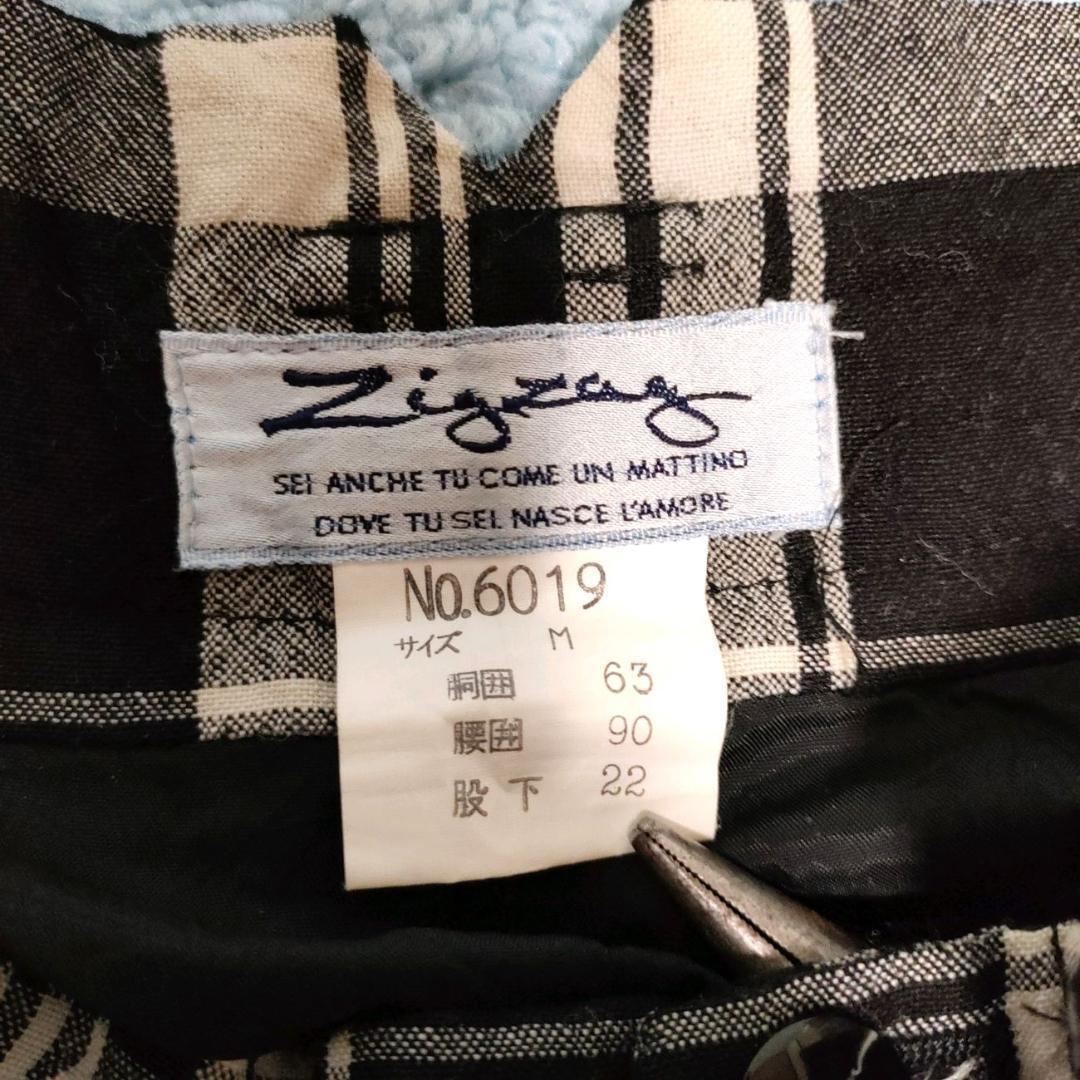 Zigzag
SEI ANCHE TU COME UN MATTINO
DOVE TU SEI NASCE L'AMORE
No.6019
サイズ M
胴囲 63
腰囲 90
股下 22